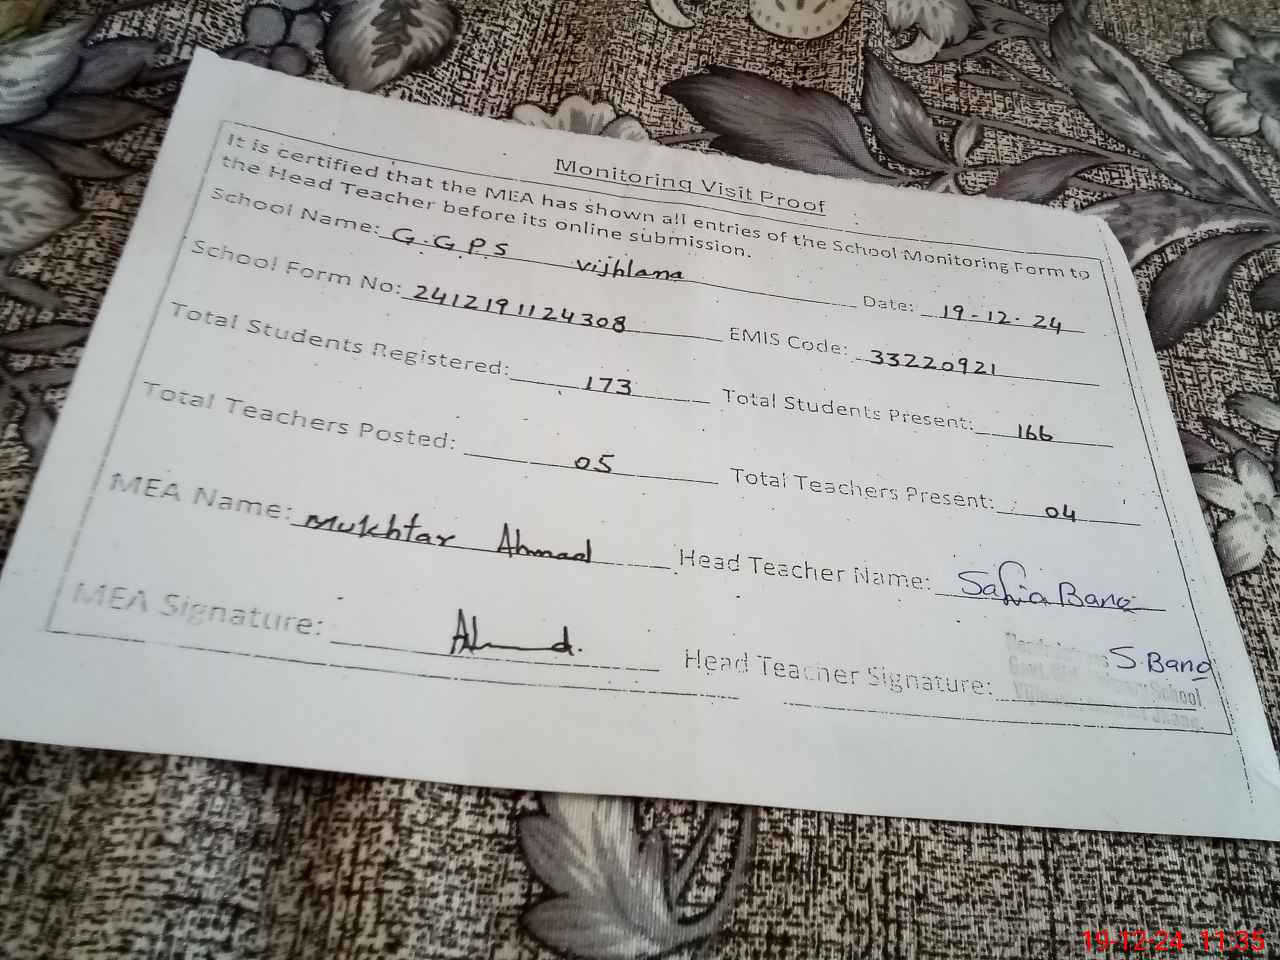 Monitoring Visit Proof
It is certified that the MEA has shown all entries of the School Monitoring Form to
the Head Teacher before its online submission.
School Name: G.G.P.S Vijhlana Date: 19-12-24
School Form No: 2412191124308 EMIS Code: 33220921
Total Students Registered: 173 Total Students Present: 166
Total Teachers Posted: 05 Total Teachers Present: 04
MEA Name: Mukhtar Ahmad Head Teacher Name: Safia Bano
MEA Signature: Head Teacher Signature: S.Bano
School
19-12-24 11:35